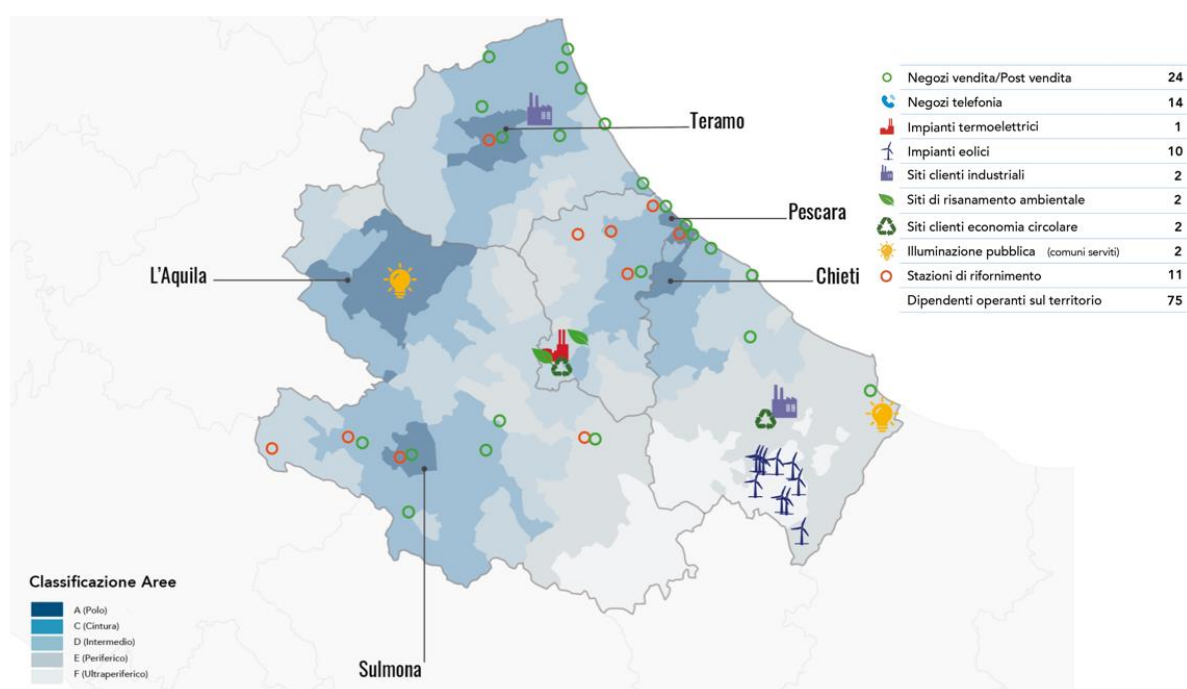 Teramo
Pescara
L'Aquila
Chieti
Sulmona
Negozi vendita/Post vendita 24
Negozi telefonia 14
Impianti termoelettrici 1
Impianti eolici 10
Siti clienti industriali 2
Siti di risanamento ambientale 2
Siti clienti economia circolare 2
Illuminazione pubblica (comuni serviti) 2
Stazioni di rifornimento 11
Dipendenti operanti sul territorio 75
Classificazione Aree
A (Polo)
C (Cintura)
D (Intermedio)
E (Periferico)
F (Ultraperiferico)